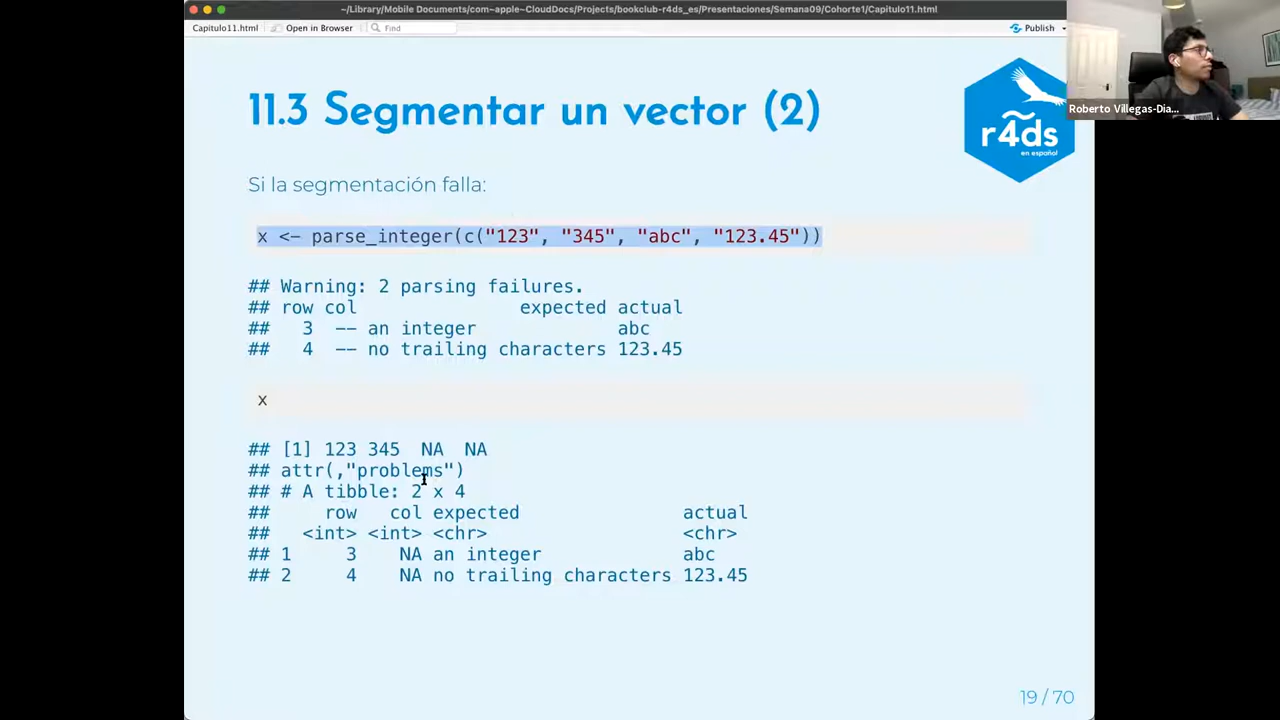 ~/Library/Mobile Documents/com~apple~CloudDocs/Projects/bookclub-r4ds_es/Presentaciones/Semana09/Cohorte1/Capitulo11.html
Capitulo11.html
Open in Browser
Find
Publish
Roberto Villegas-Dia...
11.3 Segmentar un vector (2)
r4ds
en español
Si la segmentación falla:
x <- parse_integer(c("123", "345", "abc", "123.45"))
## Warning: 2 parsing failures.
## row col               expected actual
##   3  -- an integer             abc
##   4  -- no trailing characters 123.45
x
## [1] 123 345  NA  NA
## attr(,"problems")
## # A tibble: 2 x 4
##     row   col expected               actual
##   <int> <int> <chr>                  <chr>
## 1     3    NA an integer             abc
## 2     4    NA no trailing characters 123.45
19 / 70